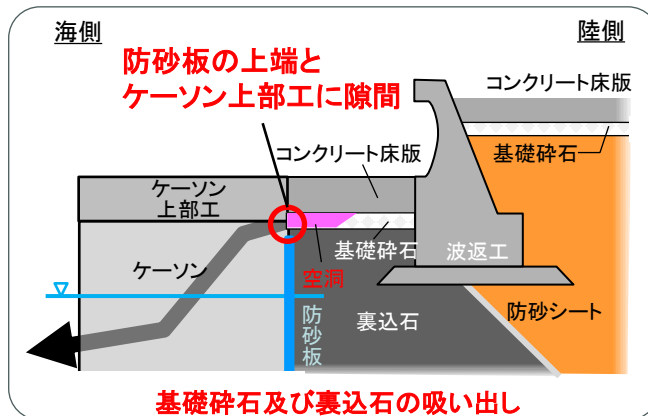 海側
陸側
防砂板の上端と
ケーソン上部工に隙間
コンクリート床版
基礎砕石
コンクリート床版
ケーソン
上部工
基礎砕石
波返工
空洞
ケーソン
防砂板
裏込石
防砂シート
基礎砕石及び裏込石の吸い出し